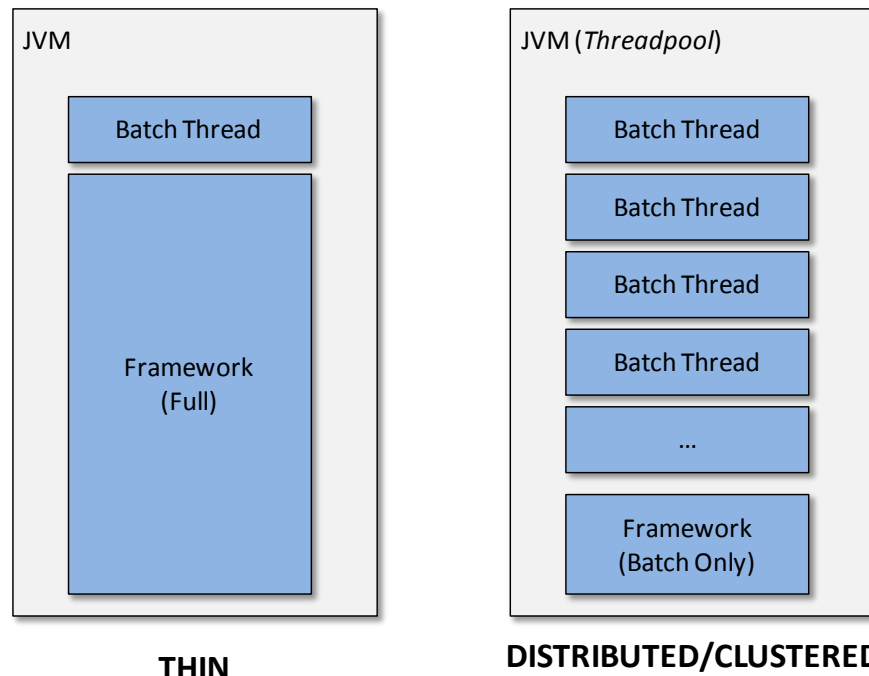 JVM
Batch Thread
Framework
(Full)
THIN
JVM (Threadpool)
Batch Thread
Batch Thread
Batch Thread
Batch Thread
...
Framework
(Batch Only)
DISTRIBUTED/CLUSTERED